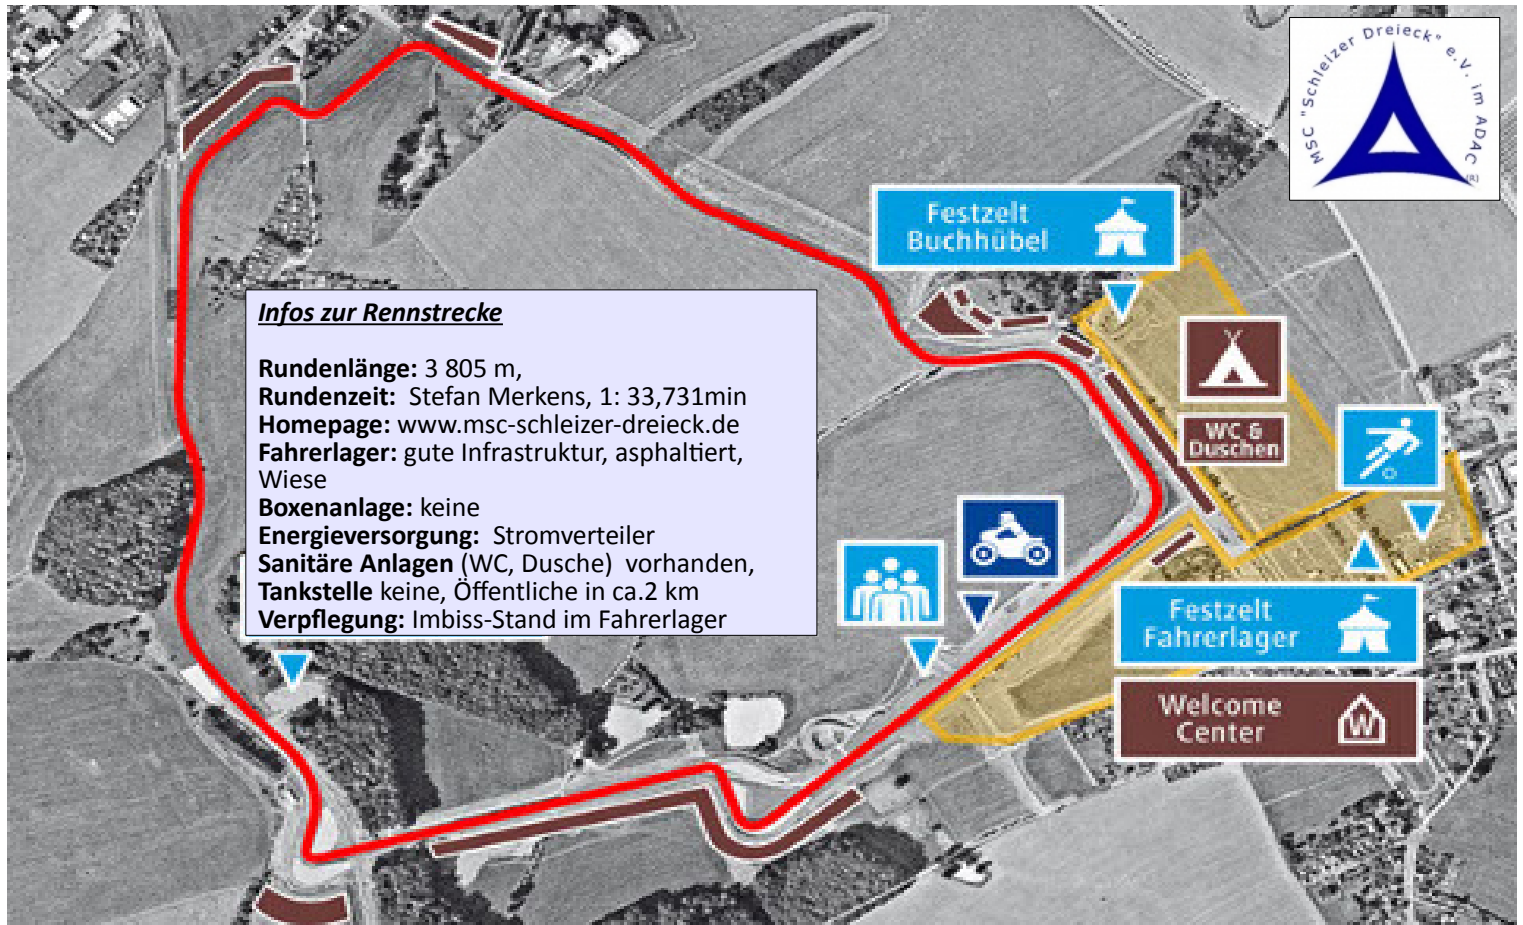 MSC "Schleizer Dreieck" e.V. im ADAC
(R)
Festzelt
Buchhübel
Infos zur Rennstrecke
Rundenlänge: 3 805 m,
Rundenzeit:  Stefan Merkens, 1: 33,731min
Homepage: www.msc-schleizer-dreieck.de
Fahrerlager: gute Infrastruktur, asphaltiert,
Wiese
Boxenanlage: keine
Energieversorgung:  Stromverteiler
Sanitäre Anlagen (WC, Dusche)  vorhanden,
Tankstelle keine, Öffentliche in ca.2 km
Verpflegung: Imbiss-Stand im Fahrerlager
WC &
Duschen
Festzelt
Fahrerlager
Welcome
Center
W